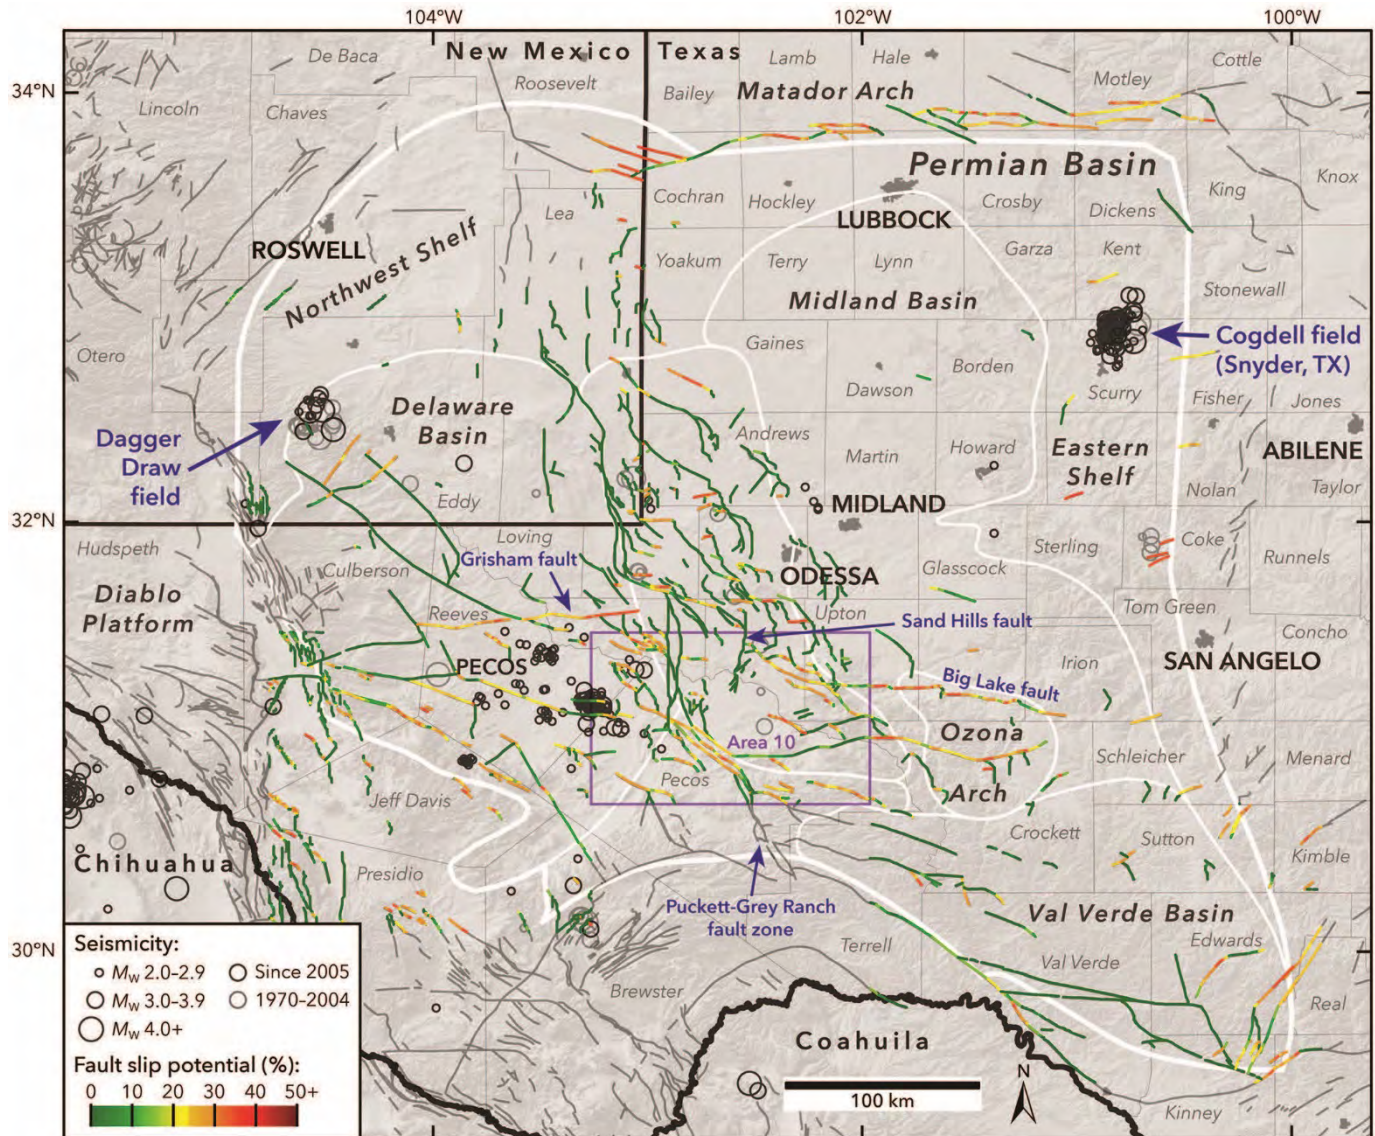 104°W
102°W
100°W
34°N
32°N
30°N
New Mexico
Texas
De Baca
Roosevelt
Lamb
Hale
Cottle
Motley
Bailey
Matador Arch
Lincoln
Chaves
Permian Basin
King
Knox
Cochran
Hockley
LUBBOCK
Crosby
Dickens
Lea
ROSWELL
Northwest Shelf
Yoakum
Terry
Lynn
Garza
Kent
Midland Basin
Stonewall
Otero
Gaines
Cogdell field
(Snyder, TX)
Borden
Dawson
Scurry
Fisher
Jones
Delaware
Basin
Dagger
Draw
field
Andrews
Martin
Howard
Eastern
Shelf
ABILENE
Eddy
MIDLAND
Nolan
Taylor
Hudspeth
Loving
Grisham fault
Culberson
ODESSA
Glasscock
Sterling
Coke
Runnels
Diablo
Platform
Reeves
Upton
Sand Hills fault
Tom Green
Concho
PECOS
Irion
SAN ANGELO
Big Lake fault
Area 10
Ozona
Arch
Schleicher
Menard
Pecos
Jeff Davis
Crockett
Sutton
Kimble
Chihuahua
Presidio
Puckett-Grey Ranch
fault zone
Val Verde Basin
Terrell
Edwards
Val Verde
Brewster
Real
Coahuila
Kinney
N
100 km
Seismicity:
Mw 2.0–2.9
Since 2005
Mw 3.0–3.9
1970–2004
Mw 4.0+
Fault slip potential (%):
0 10 20 30 40 50+